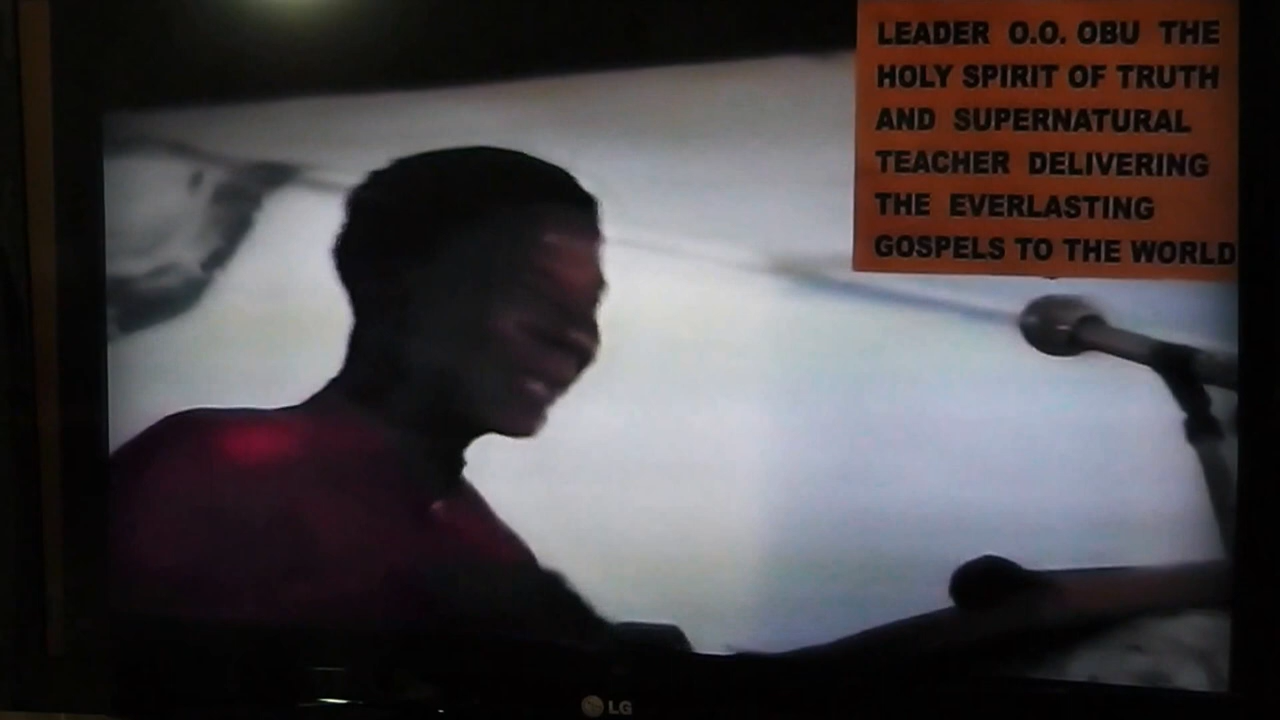 LEADER O.O. OBU THE
HOLY SPIRIT OF TRUTH
AND SUPERNATURAL
TEACHER DELIVERING
THE EVERLASTING
GOSPELS TO THE WORLD
LG